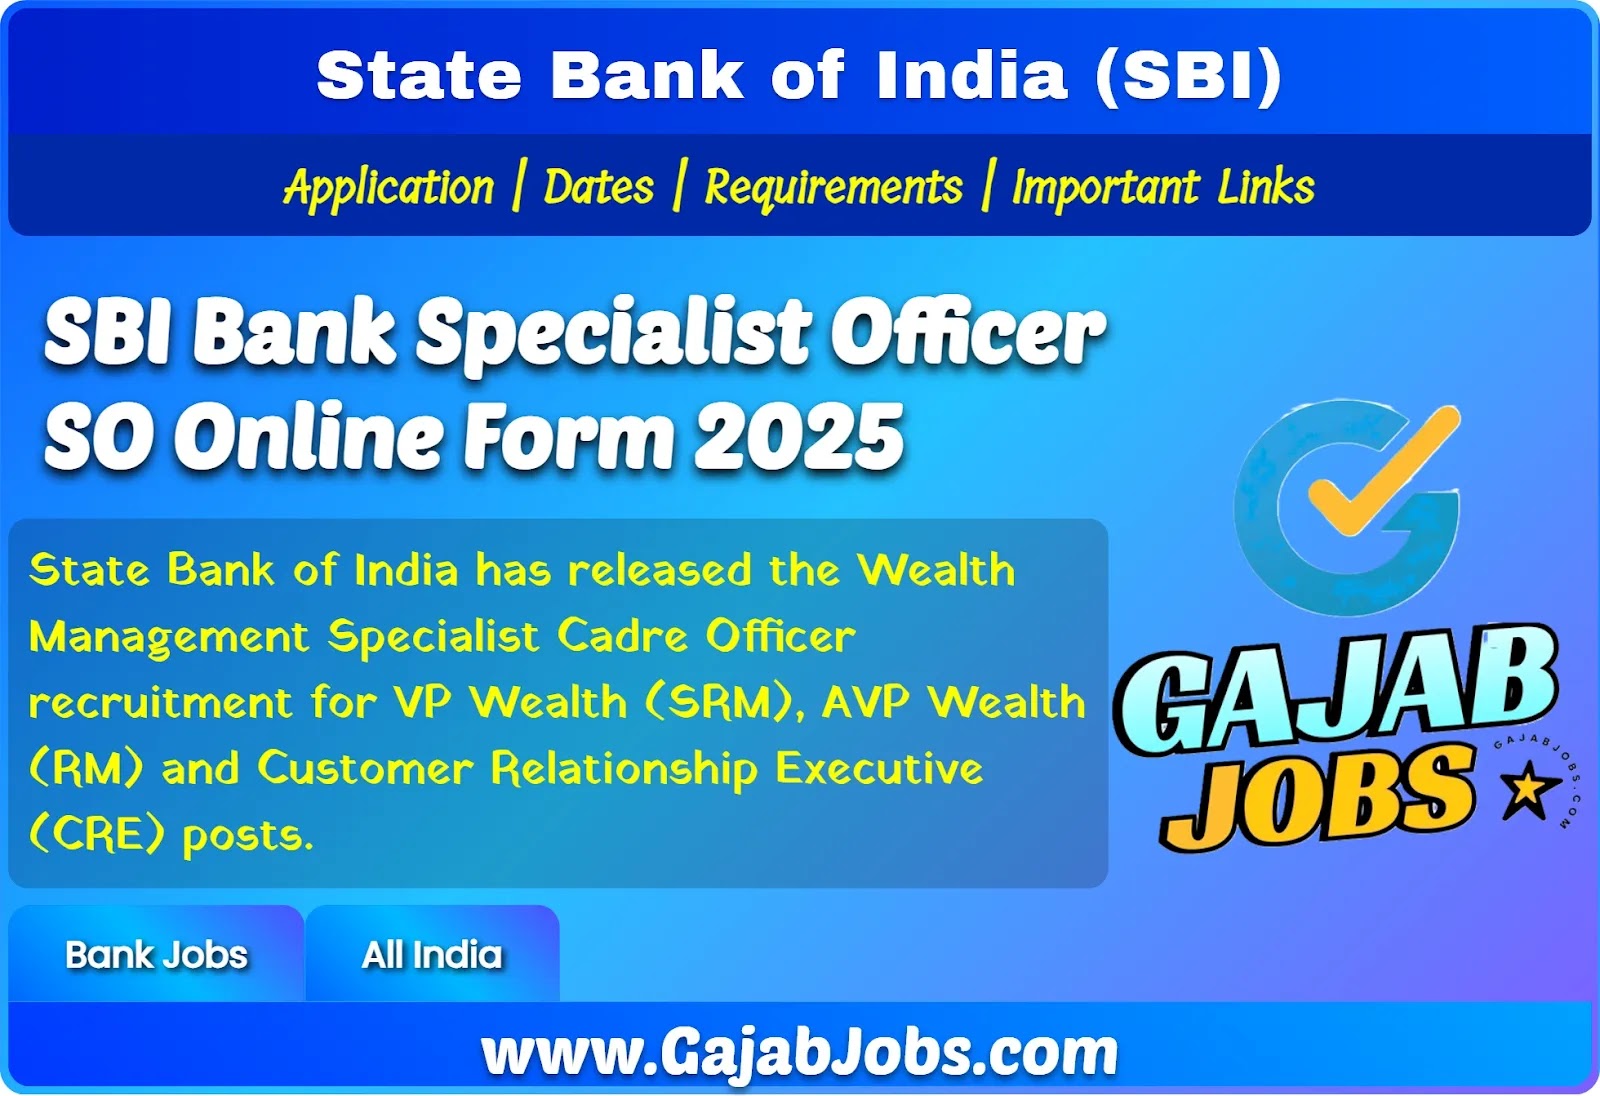 State Bank of India (SBI)
Application | Dates | Requirements | Important Links
SBI Bank Specialist Officer
SO Online Form 2025
State Bank of India has released the Wealth
Management Specialist Cadre Officer
recruitment for VP Wealth (SRM), AVP Wealth
(RM) and Customer Relationship Executive
(CRE) posts.
GAJAB
JOBS
GAJABJOBS.COM
Bank Jobs
All India
www.GajabJobs.com